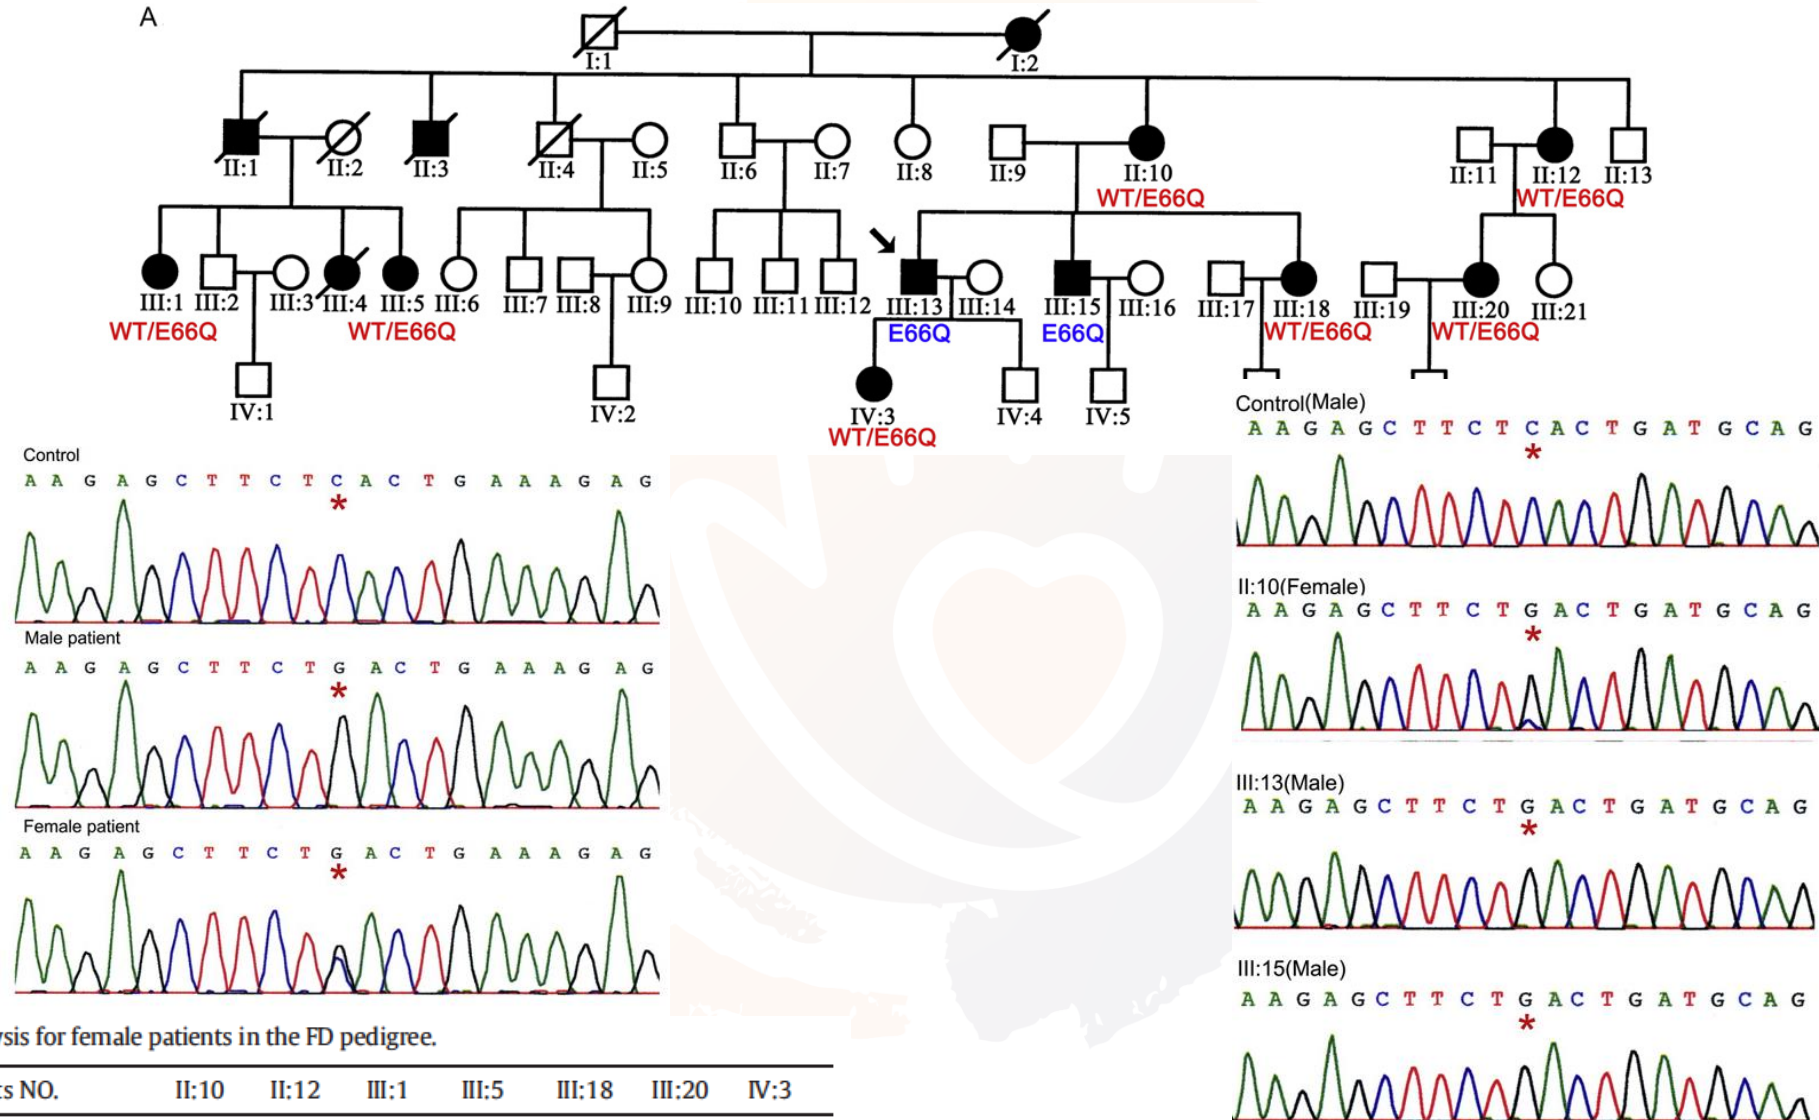 A
I:1 I:2
II:1 II:2 II:3 II:4 II:5 II:6 II:7 II:8 II:9 II:10 II:11 II:12 II:13
WT/E66Q WT/E66Q
III:1 III:2 III:3 III:4 III:5 III:6 III:7 III:8 III:9 III:10 III:11 III:12 III:13 III:14 III:15 III:16 III:17 III:18 III:19 III:20 III:21
WT/E66Q WT/E66Q E66Q E66Q WT/E66Q WT/E66Q
IV:1 IV:2 IV:3 IV:4 IV:5
WT/E66Q
Control
A A G A G C T T C T C A C T G A A A G A G
*
Male patient
A A G A G C T T C T G A C T G A A A G A G
*
Female patient
A A G A G C T T C T G A C T G A A A G A G
*
Control(Male)
A A G A G C T T C T C A C T G A T G C A G
*
II:10(Female)
A A G A G C T T C T G A C T G A T G C A G
*
III:13(Male)
A A G A G C T T C T G A C T G A T G C A G
*
III:15(Male)
A A G A G C T T C T G A C T G A T G C A G
*
ysis for female patients in the FD pedigree.
ts NO. II:10 II:12 III:1 III:5 III:18 III:20 IV:3